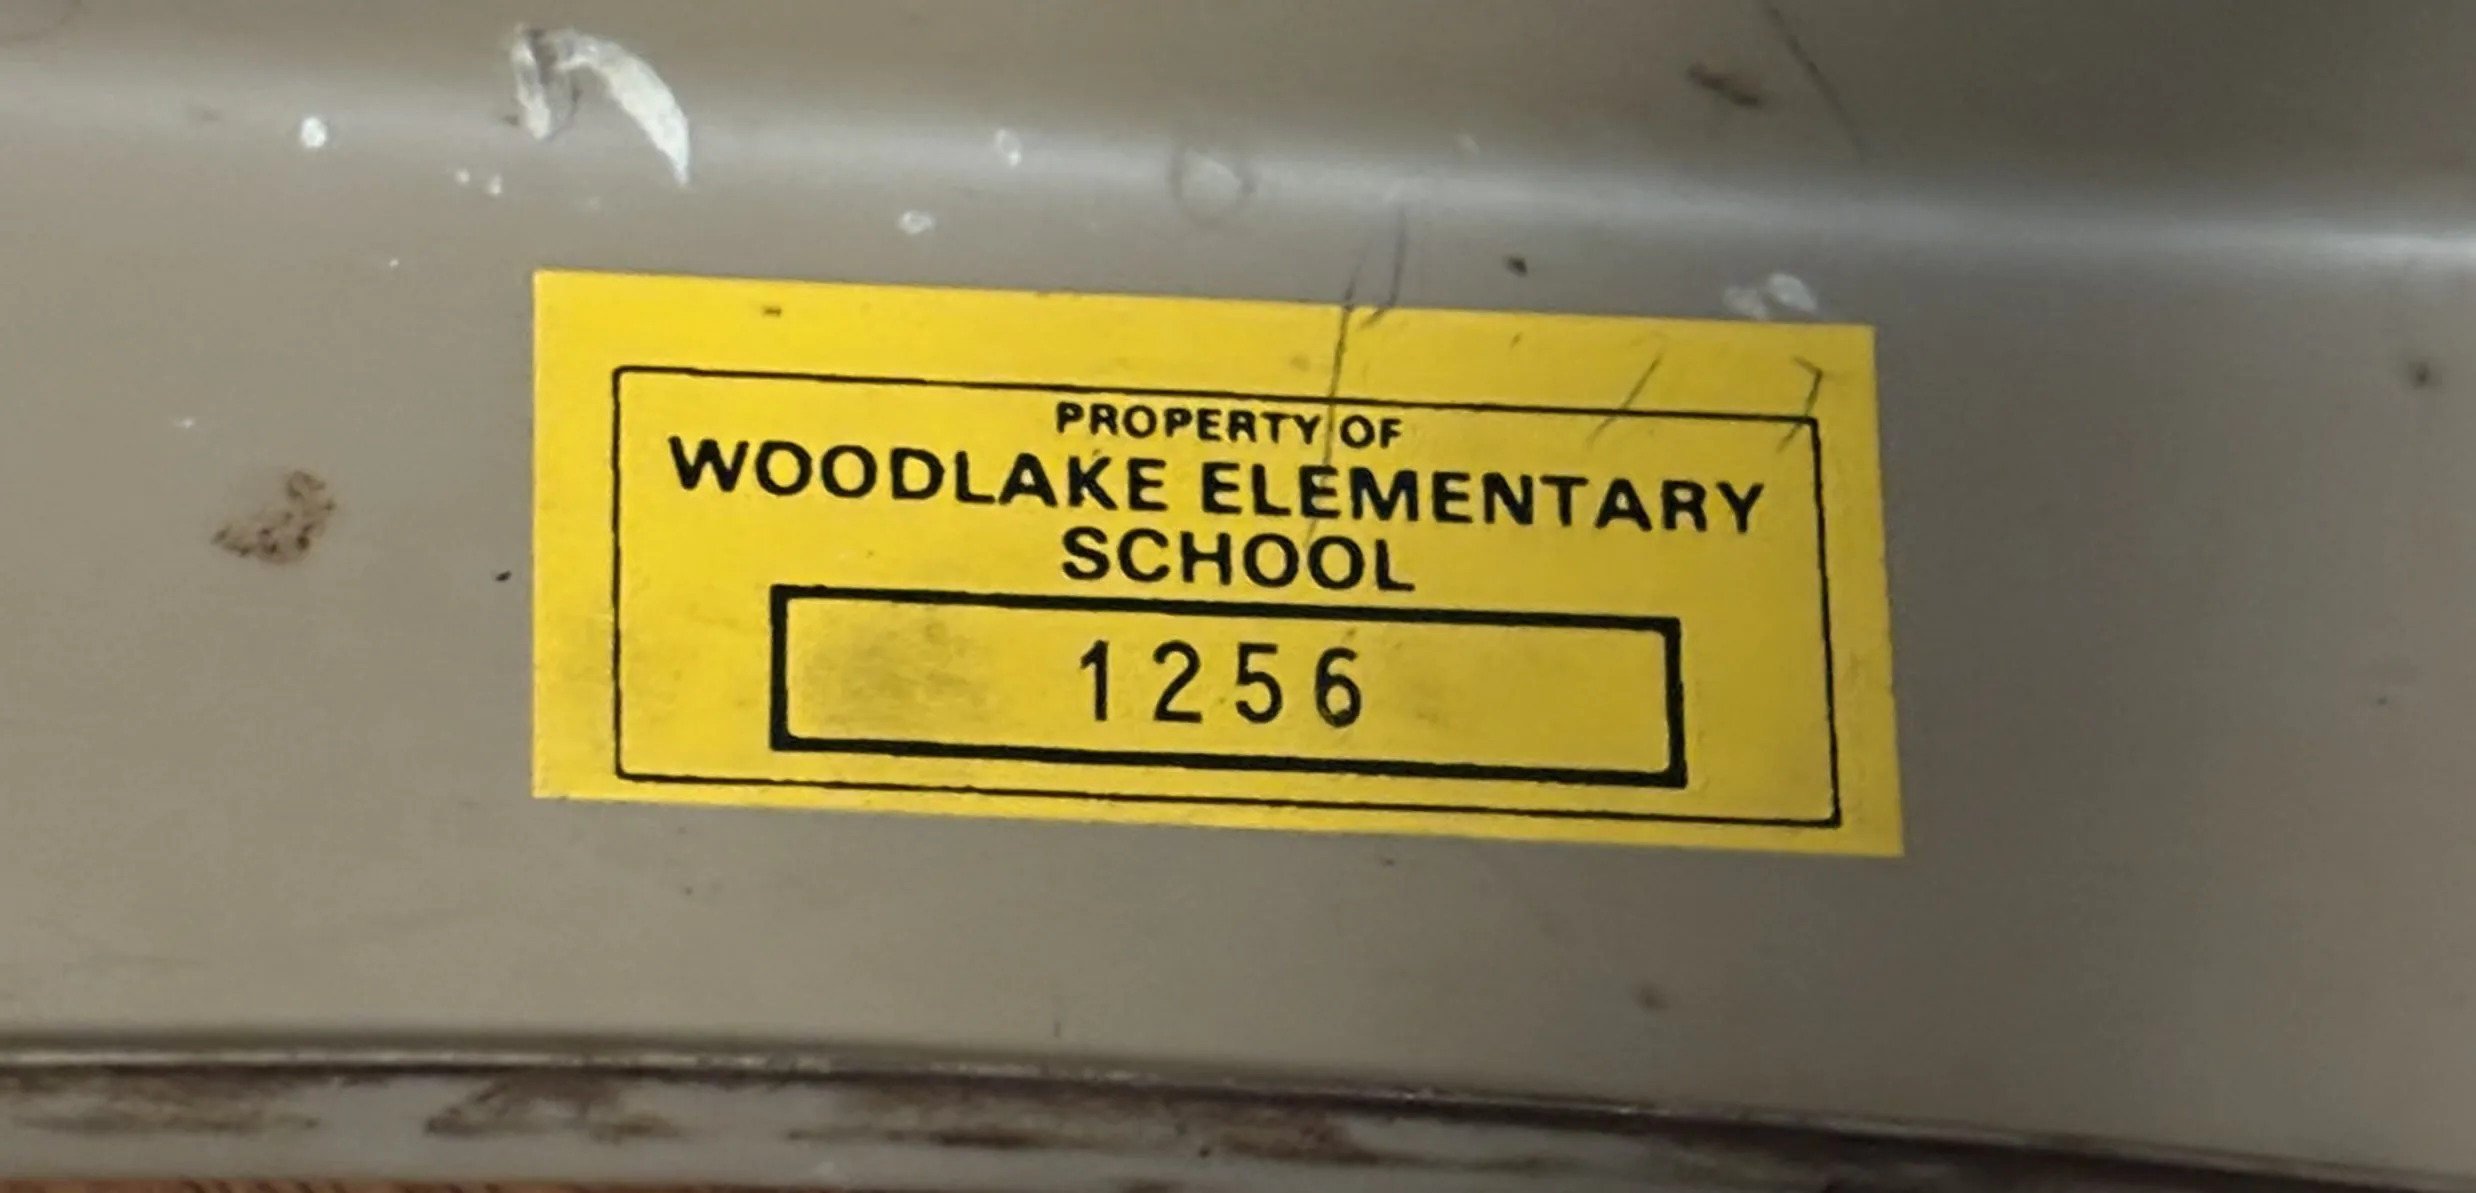 PROPERTY OF
WOODLAKE ELEMENTARY
SCHOOL
1256